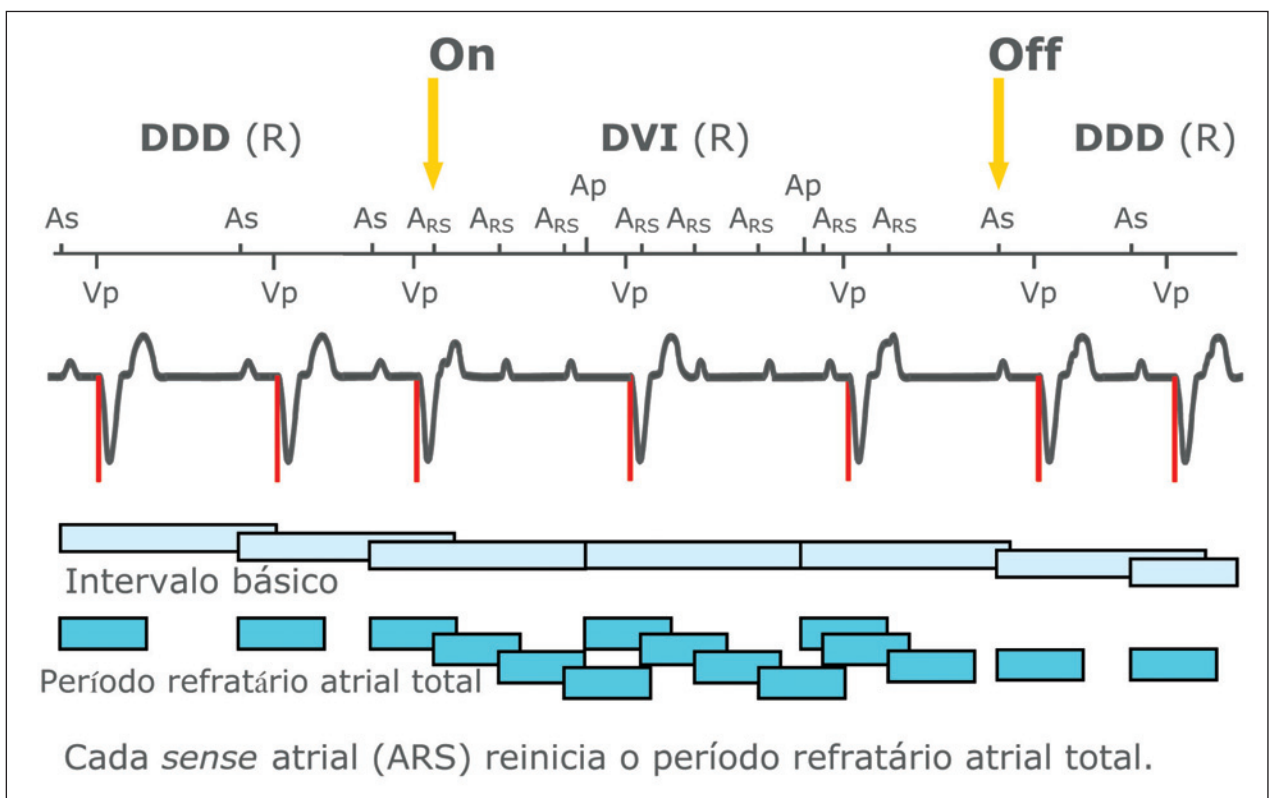 On Off
DDD (R) DVI (R) DDD (R)
Ap Ap
As As As ARS ARS ARS ARS ARS ARS ARS ARS As As
Vp Vp Vp Vp Vp Vp Vp
Intervalo básico
Período refratário atrial total
Cada sense atrial (ARS) reinicia o período refratário atrial total.